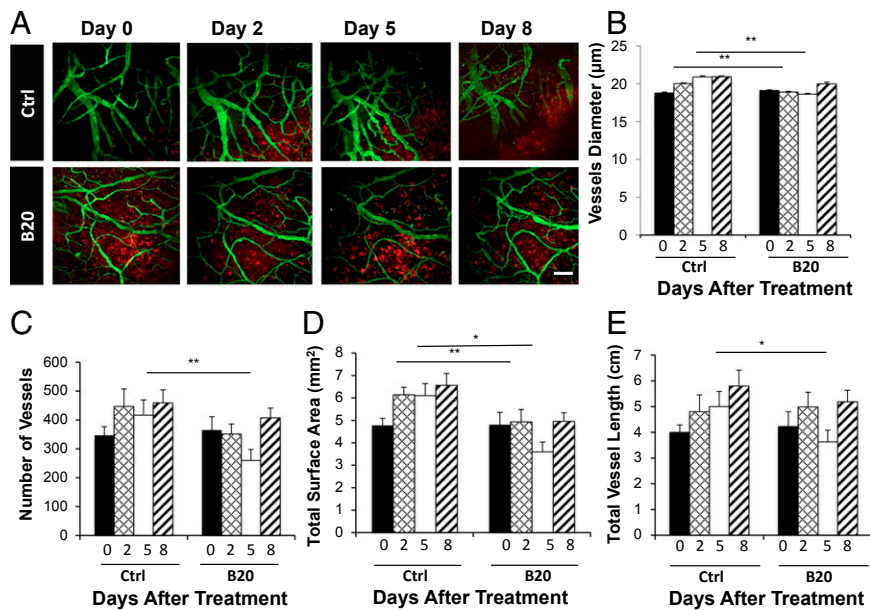 A
Day 0 Day 2 Day 5 Day 8
Ctrl
B20
B
Vessels Diameter (µm)
25
20
15
10
5
0
** 
**
0 2 5 8 0 2 5 8
Ctrl B20
Days After Treatment
C
Number of Vessels
600
500
400
300
200
100
0
**
0 2 5 8 0 2 5 8
Ctrl B20
Days After Treatment
D
Total Surface Area (mm²)
8
7
6
5
4
3
2
1
0
*
**
0 2 5 8 0 2 5 8
Ctrl B20
Days After Treatment
E
Total Vessel Length (cm)
7
6
5
4
3
2
1
0
*
0 2 5 8 0 2 5 8
Ctrl B20
Days After Treatment